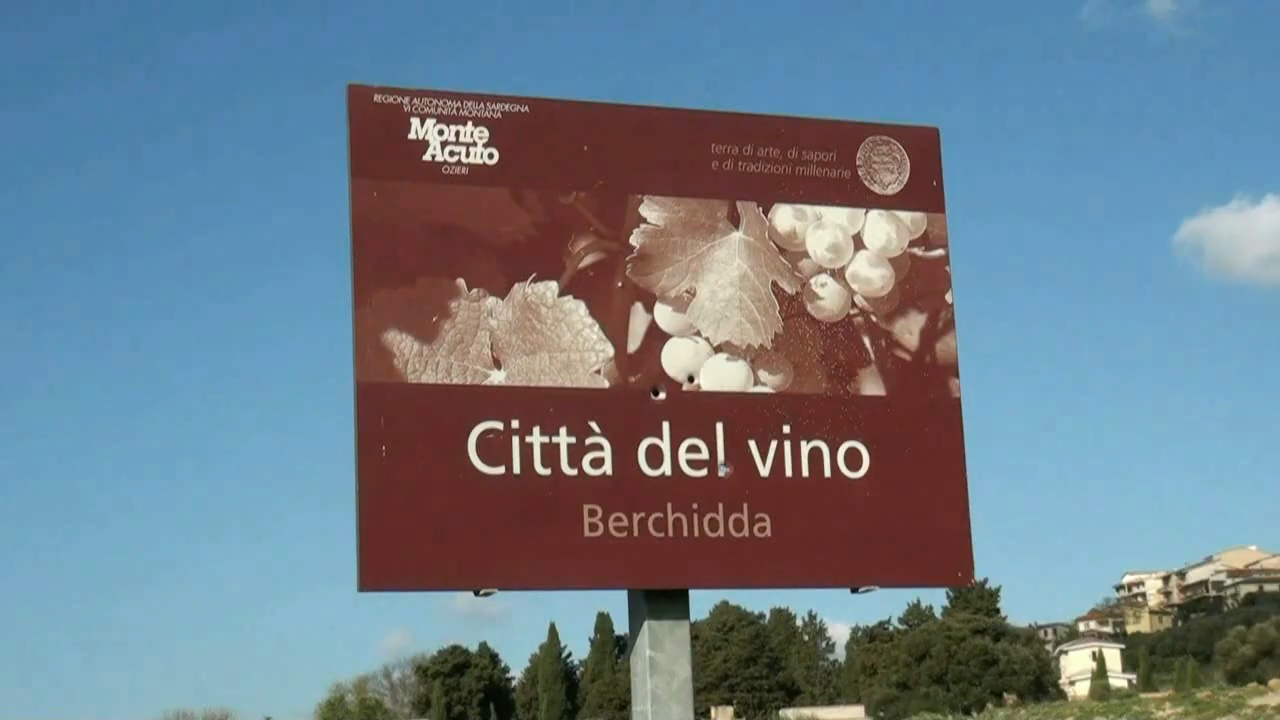 REGIONE AUTONOMA DELLA SARDEGNA
VI COMUNITÀ MONTANA
Monte
Acuto
OZIERI
terra di arte, di sapori
e di tradizioni millenarie
Città del vino
Berchidda